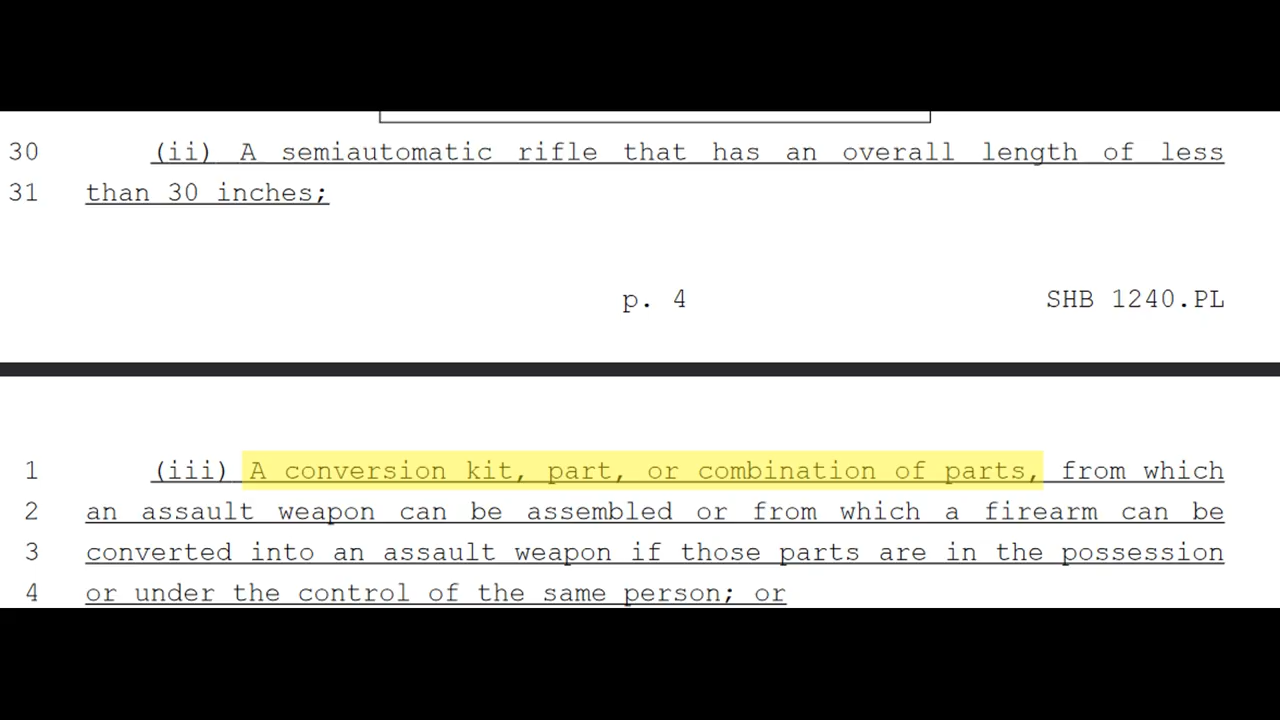 30 (ii) A semiautomatic rifle that has an overall length of less
31 than 30 inches;
p. 4 SHB 1240.PL
1 (iii) A conversion kit, part, or combination of parts, from which
2 an assault weapon can be assembled or from which a firearm can be
3 converted into an assault weapon if those parts are in the possession
4 or under the control of the same person; or